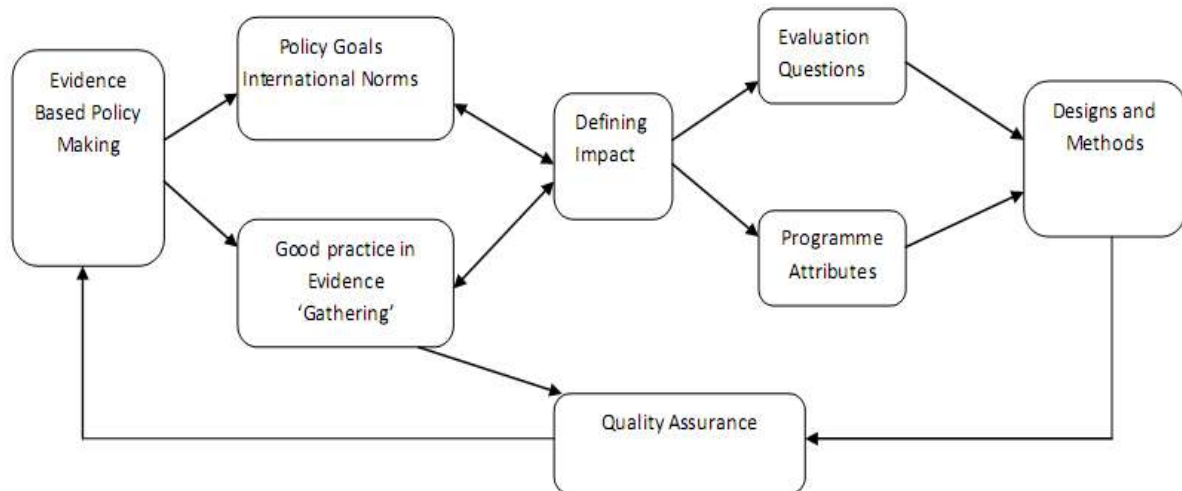 Evidence
Based Policy
Making
Policy Goals
International Norms
Good practice in
Evidence
‘Gathering’
Defining
Impact
Evaluation
Questions
Programme
Attributes
Designs and
Methods
Quality Assurance